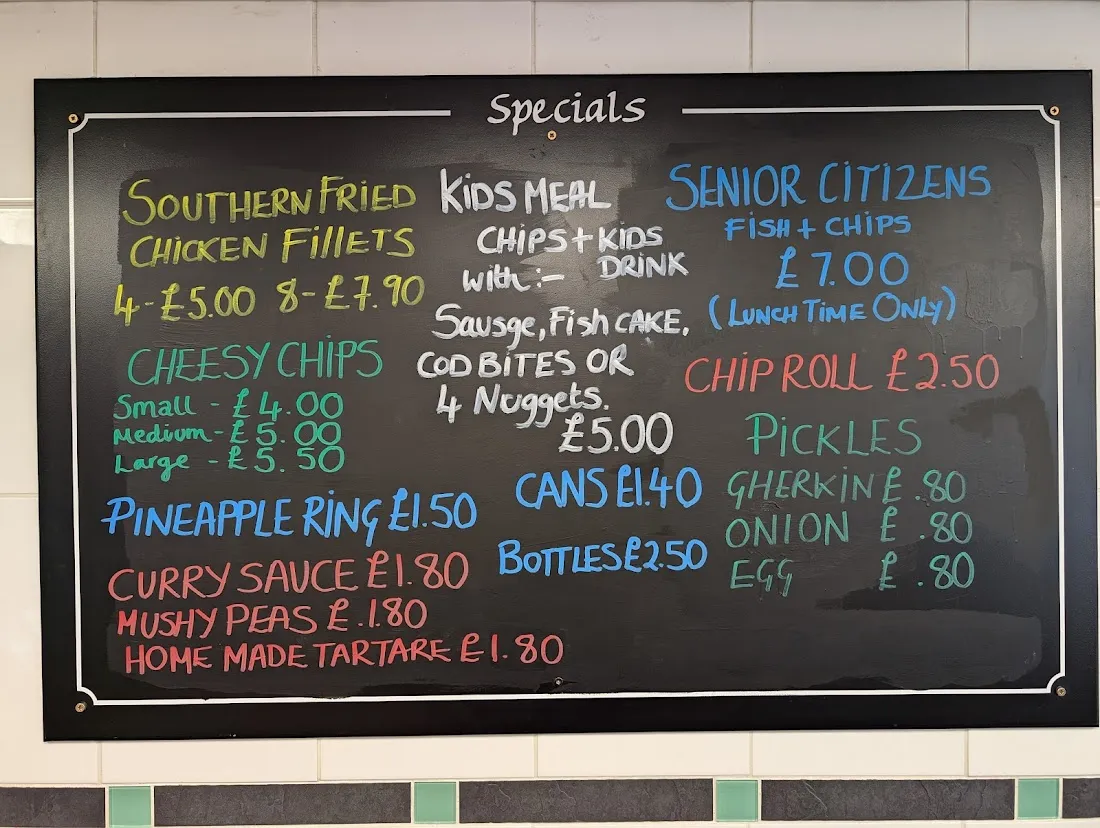 Specials
SOUTHERN FRIED
CHICKEN FillETS
4-£5.00 8-£7.90
CHEESY CHIPS
Small - £4.00
Medium - £5.00
Large - £5.50
PINEAPPLE RING £1.50
CURRY SAUCE £1.80
MUSHY PEAS £.1.80
HOME MADE TARTARE £1.80
KIDS MEAL
CHIPS + KIDS
with :- DRINK
Sausge, Fish CAKE,
COD BITES OR
4 Nuggets.
£5.00
CANS £1.40
BOTTLES £2.50
SENIOR CITIZENS
FISH + CHIPS
£7.00
(LUNCH TIME ONLY)
CHIP ROLL £2.50
PICKLES
GHERKIN £.80
ONION £.80
EGG £.80